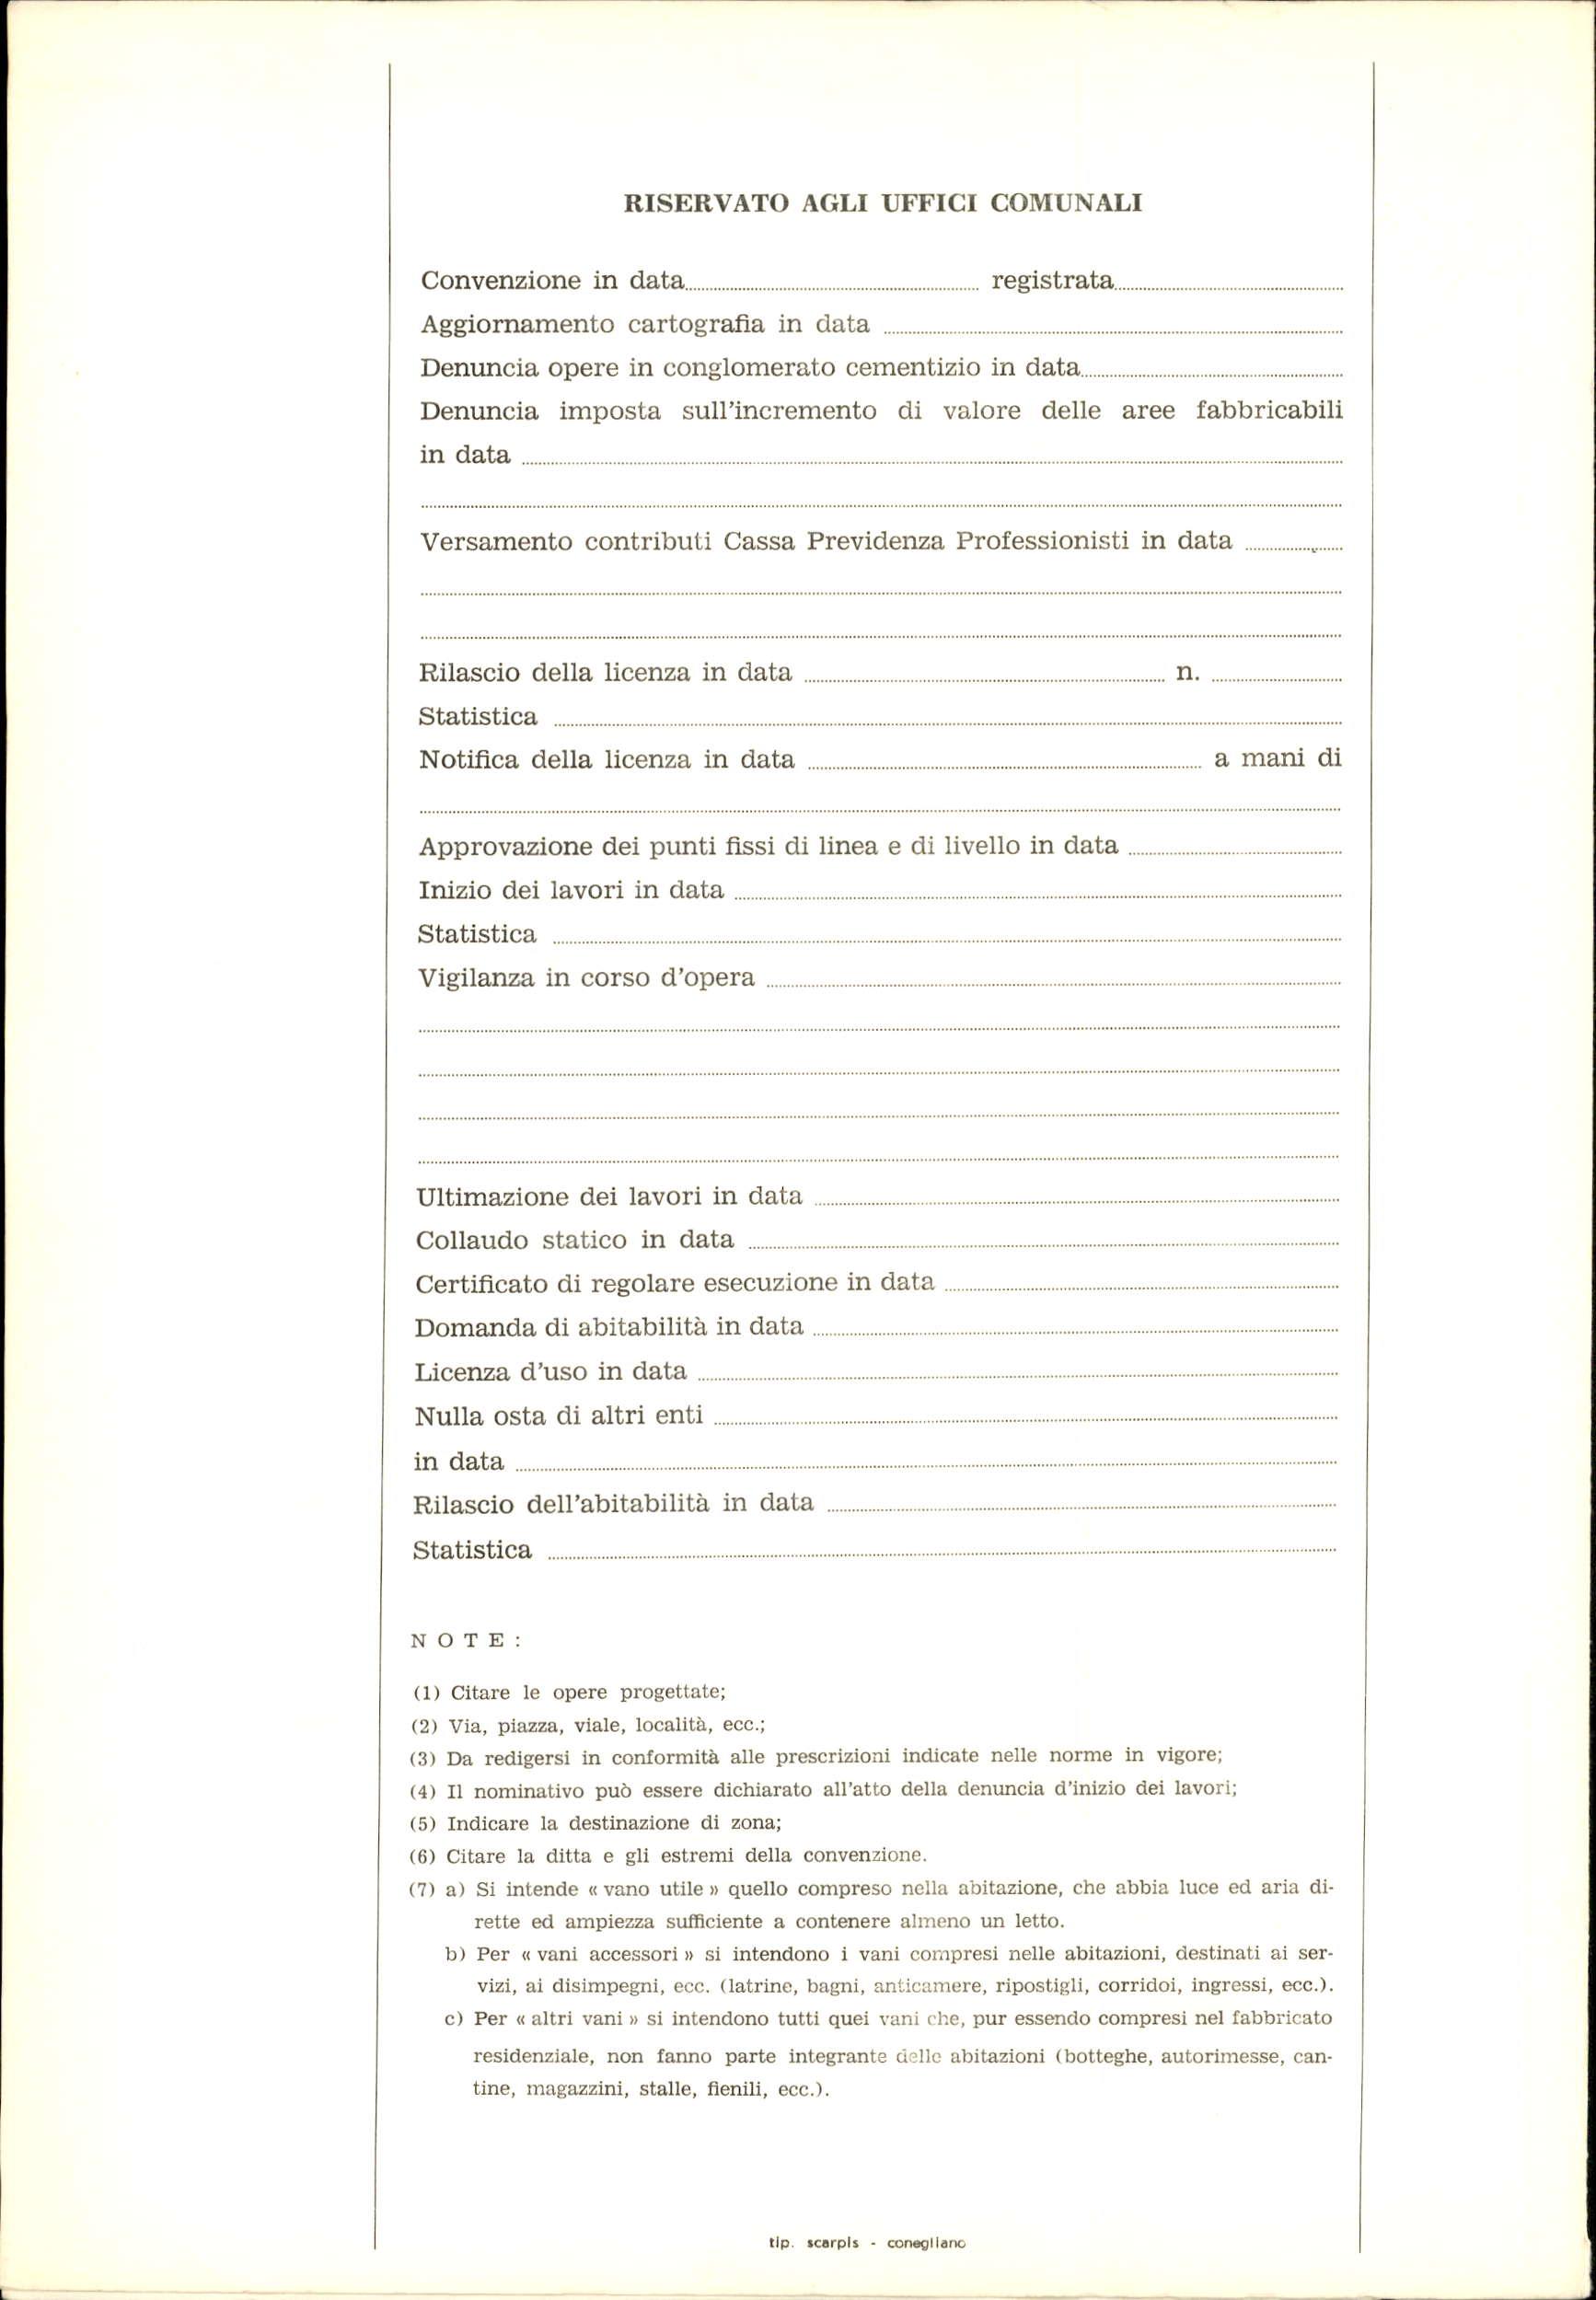 RISERVATO AGLI UFFICI COMUNALI
Convenzione in data registrata
Aggiornamento cartografia in data
Denuncia opere in conglomerato cementizio in data
Denuncia imposta sull'incremento di valore delle aree fabbricabili
in data
Versamento contributi Cassa Previdenza Professionisti in data
Rilascio della licenza in data n.
Statistica
Notifica della licenza in data a mani di
Approvazione dei punti fissi di linea e di livello in data
Inizio dei lavori in data
Statistica
Vigilanza in corso d'opera
Ultimazione dei lavori in data
Collaudo statico in data
Certificato di regolare esecuzione in data
Domanda di abitabilità in data
Licenza d'uso in data
Nulla osta di altri enti
in data
Rilascio dell'abitabilità in data
Statistica
NOTE:
(1) Citare le opere progettate;
(2) Via, piazza, viale, località, ecc.;
(3) Da redigersi in conformità alle prescrizioni indicate nelle norme in vigore;
(4) Il nominativo può essere dichiarato all'atto della denuncia d'inizio dei lavori;
(5) Indicare la destinazione di zona;
(6) Citare la ditta e gli estremi della convenzione.
(7) a) Si intende « vano utile » quello compreso nella abitazione, che abbia luce ed aria di-
rette ed ampiezza sufficiente a contenere almeno un letto.
b) Per « vani accessori » si intendono i vani compresi nelle abitazioni, destinati ai ser-
vizi, ai disimpegni, ecc. (latrine, bagni, anticamere, ripostigli, corridoi, ingressi, ecc.).
c) Per « altri vani » si intendono tutti quei vani che, pur essendo compresi nel fabbricato
residenziale, non fanno parte integrante delle abitazioni (botteghe, autorimesse, can-
tine, magazzini, stalle, fienili, ecc.).
tip. scarpis - conegliano